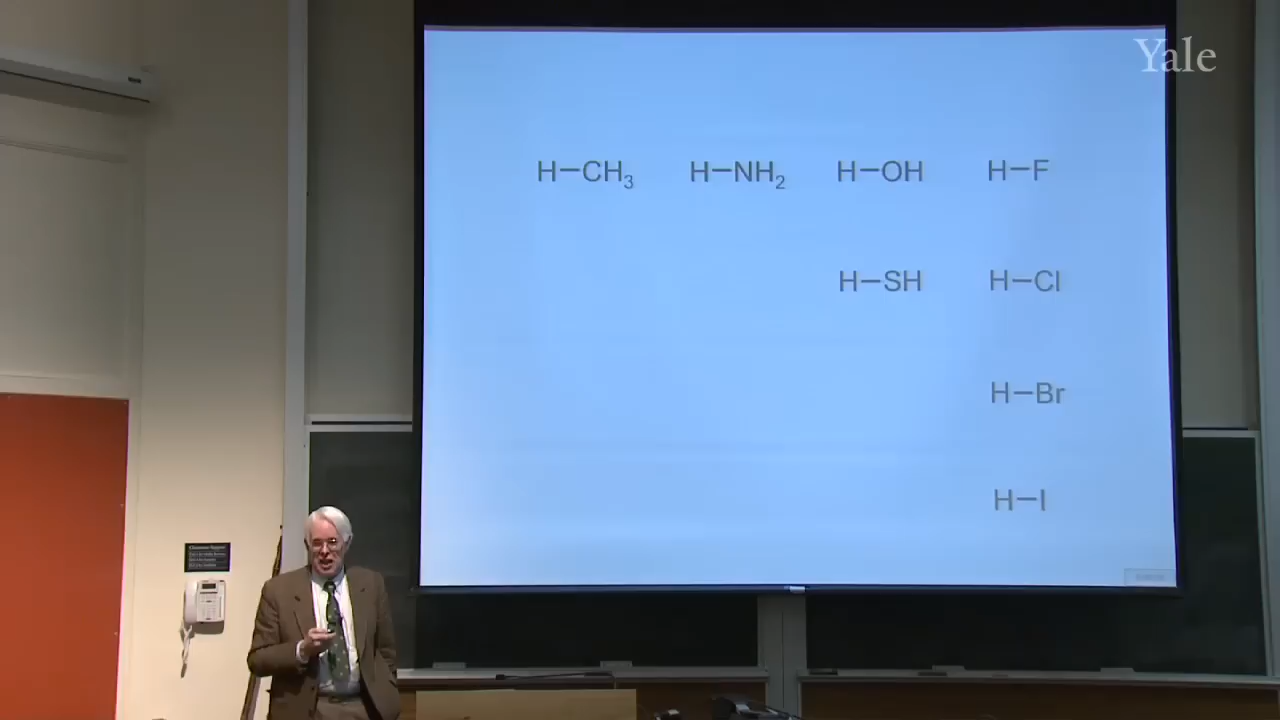 Yale
H–CH₃ H–NH₂ H–OH H–F
H–SH H–Cl
H–Br
H–I